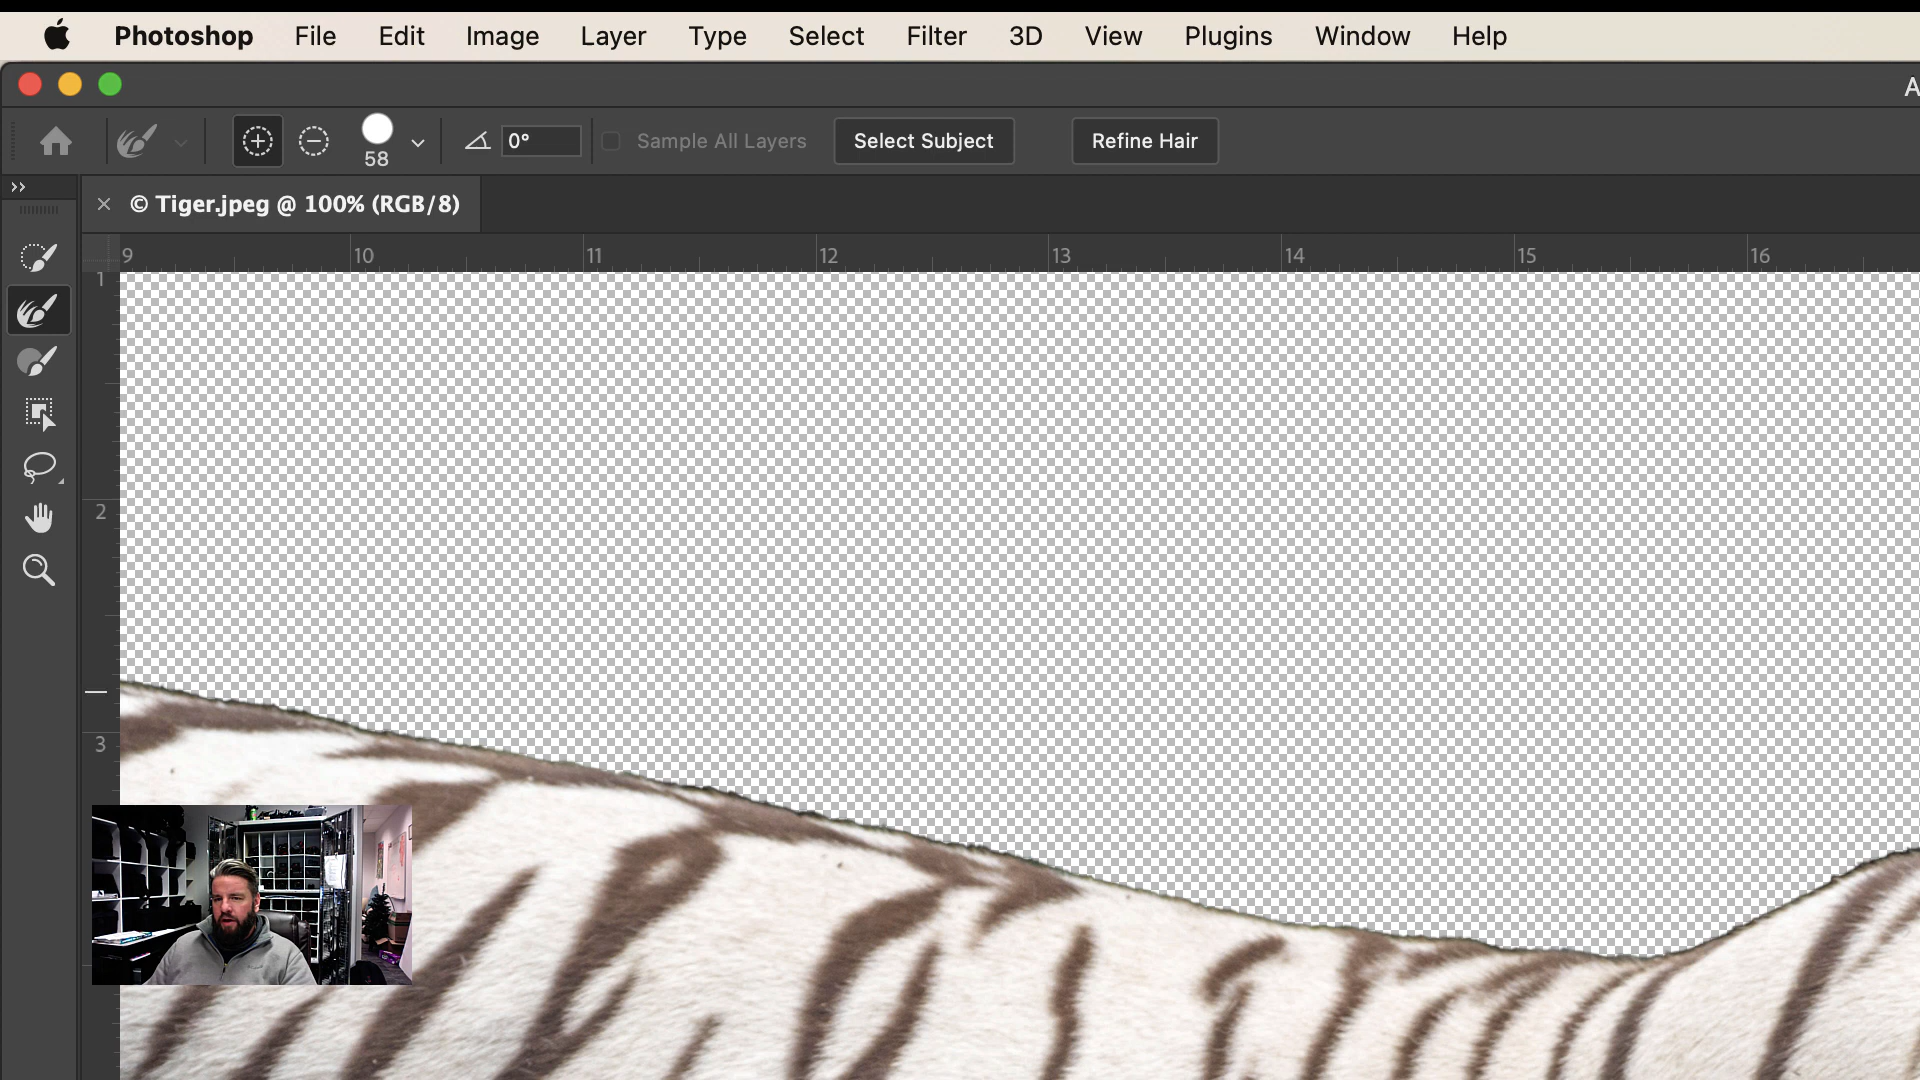 Photoshop File Edit Image Layer Type Select Filter 3D View Plugins Window Help
A
58 0° Sample All Layers Select Subject Refine Hair
© Tiger.jpeg @ 100% (RGB/8)
9 10 11 12 13 14 15 16
1
2
3